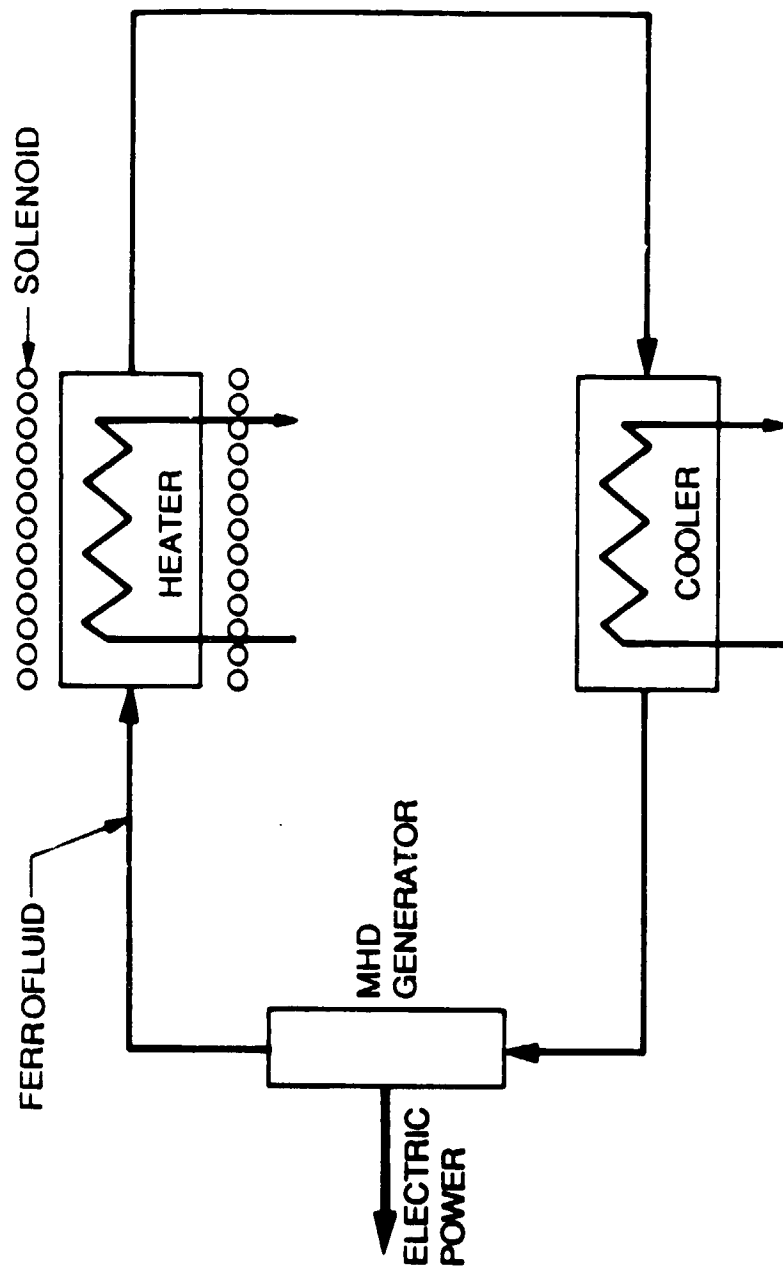 SOLENOID
HEATER
FERROFLUID
MHD
GENERATOR
ELECTRIC
POWER
COOLER